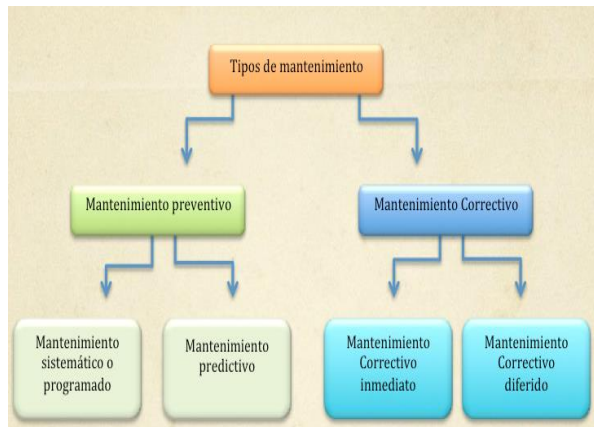 Tipos de mantenimiento
Mantenimiento preventivo
Mantenimiento Correctivo
Mantenimiento
sistemático o
programado
Mantenimiento
predictivo
Mantenimiento
Correctivo
inmediato
Mantenimiento
Correctivo
diferido